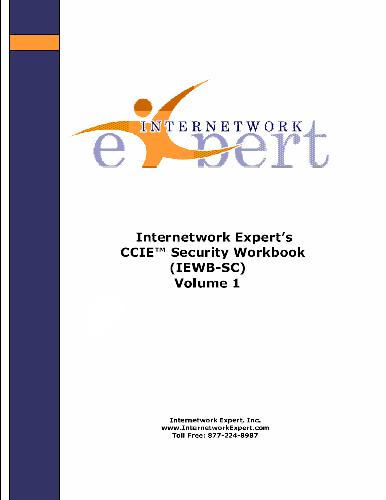 INTERNETWORK
expert
Internetwork Expert's
CCIE™ Security Workbook
(IEWB-SC)
Volume 1
Internetwork Expert, Inc.
www.InternetworkExpert.com
Toll Free: 877-224-8987